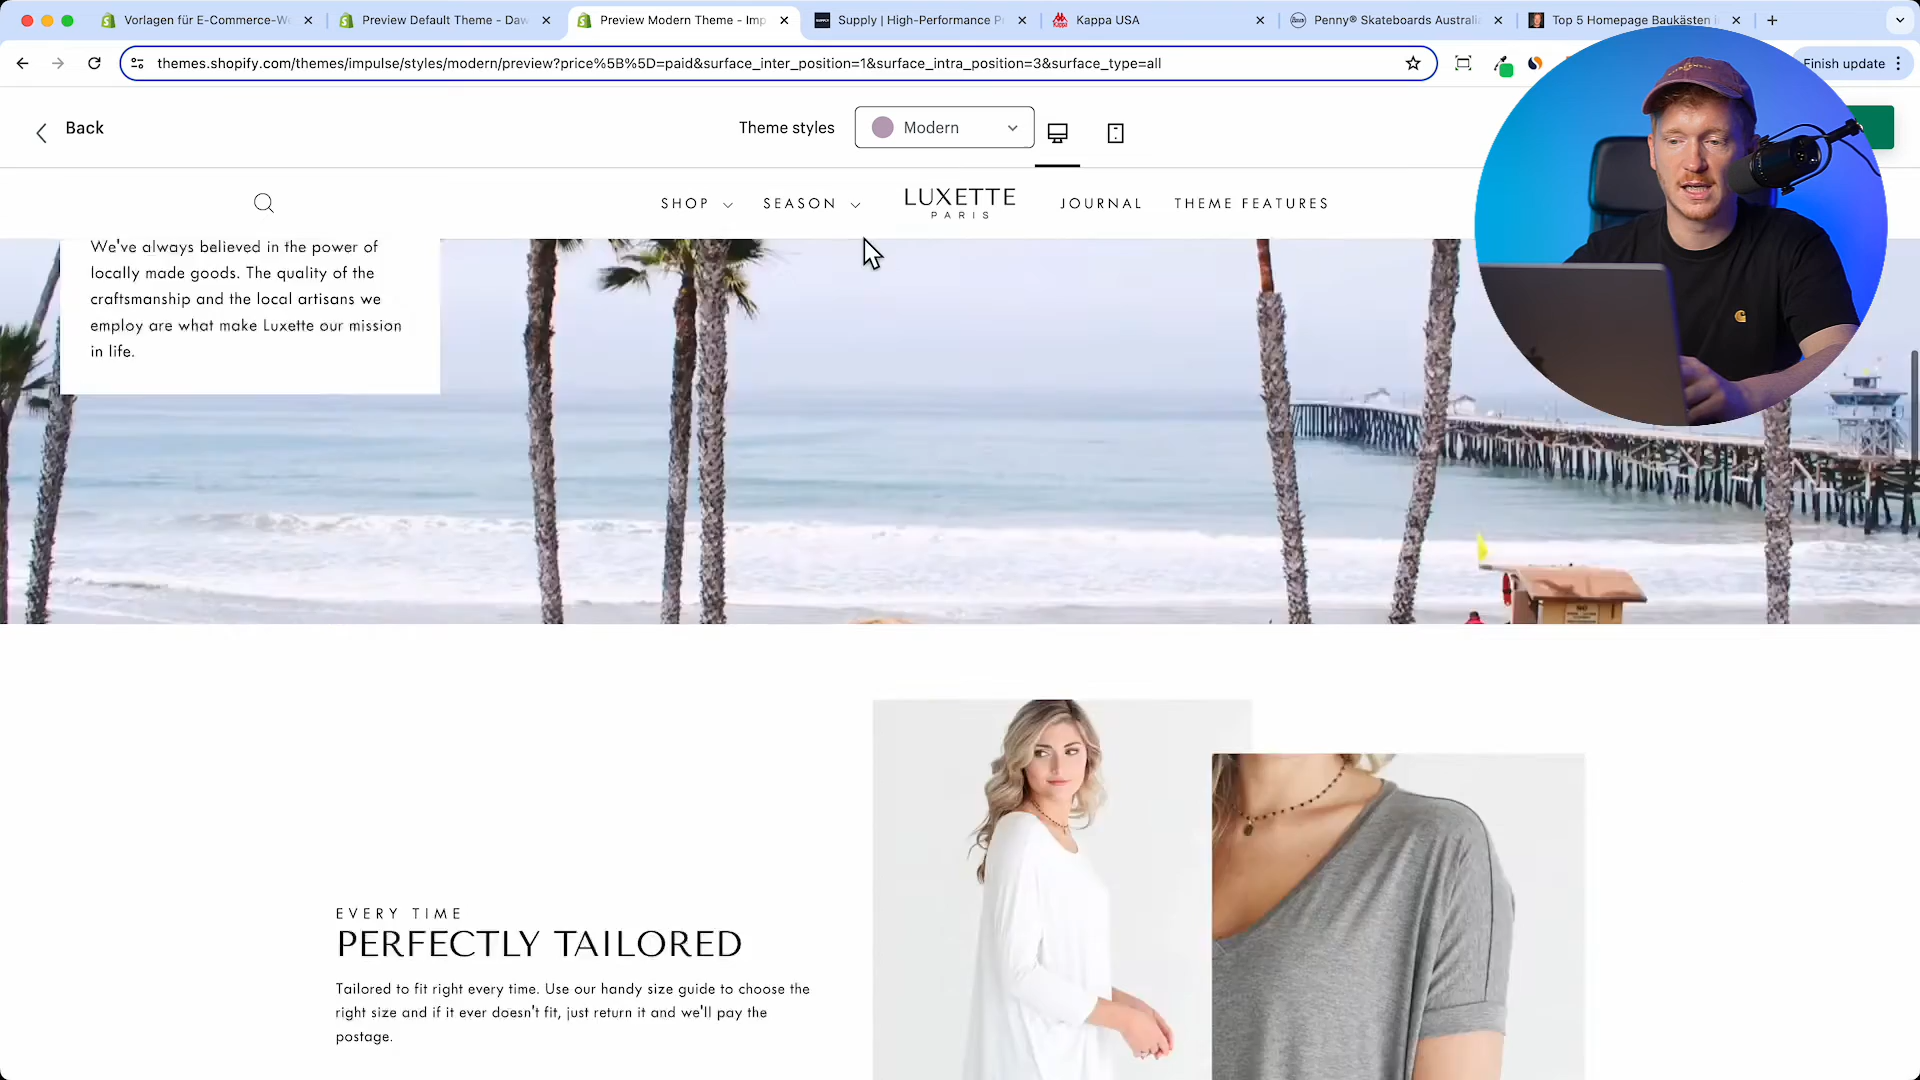 Vorlagen für E-Commerce-W
Preview Default Theme - Daw
Preview Modern Theme - Imp
Supply | High-Performance P
Kappa USA
Penny® Skateboards Australi
Top 5 Homepage Baukästen i
themes.shopify.com/themes/impulse/styles/modern/preview?price%5B%5D=paid&surface_inter_position=1&surface_intra_position=3&surface_type=all
Finish update
Back
Theme styles
Modern
SHOP
SEASON
LUXETTE
PARIS
JOURNAL
THEME FEATURES
We've always believed in the power of
locally made goods. The quality of the
craftsmanship and the local artisans we
employ are what make Luxette our mission
in life.
NO
EVERY TIME
PERFECTLY TAILORED
Tailored to fit right every time. Use our handy size guide to choose the
right size and if it ever doesn't fit, just return it and we'll pay the
postage.